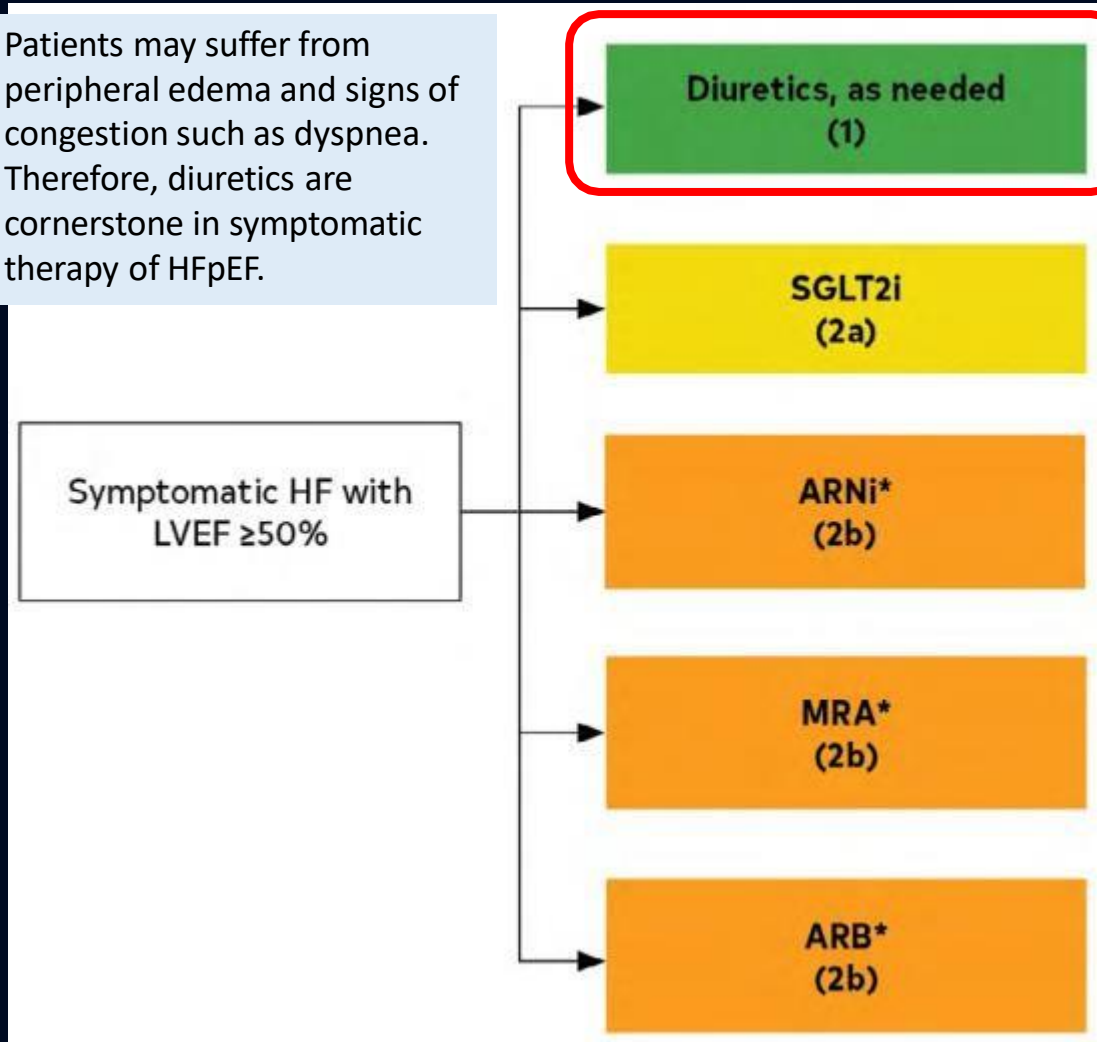 Patients may suffer from
peripheral edema and signs of
congestion such as dyspnea.
Therefore, diuretics are
cornerstone in symptomatic
therapy of HFpEF.
Symptomatic HF with
LVEF ≥50%
Diuretics, as needed
(1)
SGLT2i
(2a)
ARNi*
(2b)
MRA*
(2b)
ARB*
(2b)